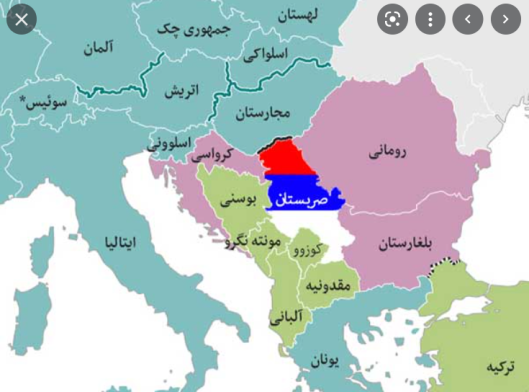 لهستان
جمهوری چک
آلمان
اسلواکی
اتریش
سوئیس*
مجارستان
اسلوونی
کرواسی
رومانی
بوسنی
صربستان
ایتالیا
مونته نگرو
کوزوو
بلغارستان
مقدونیه
آلبانی
یونان
ترکیه